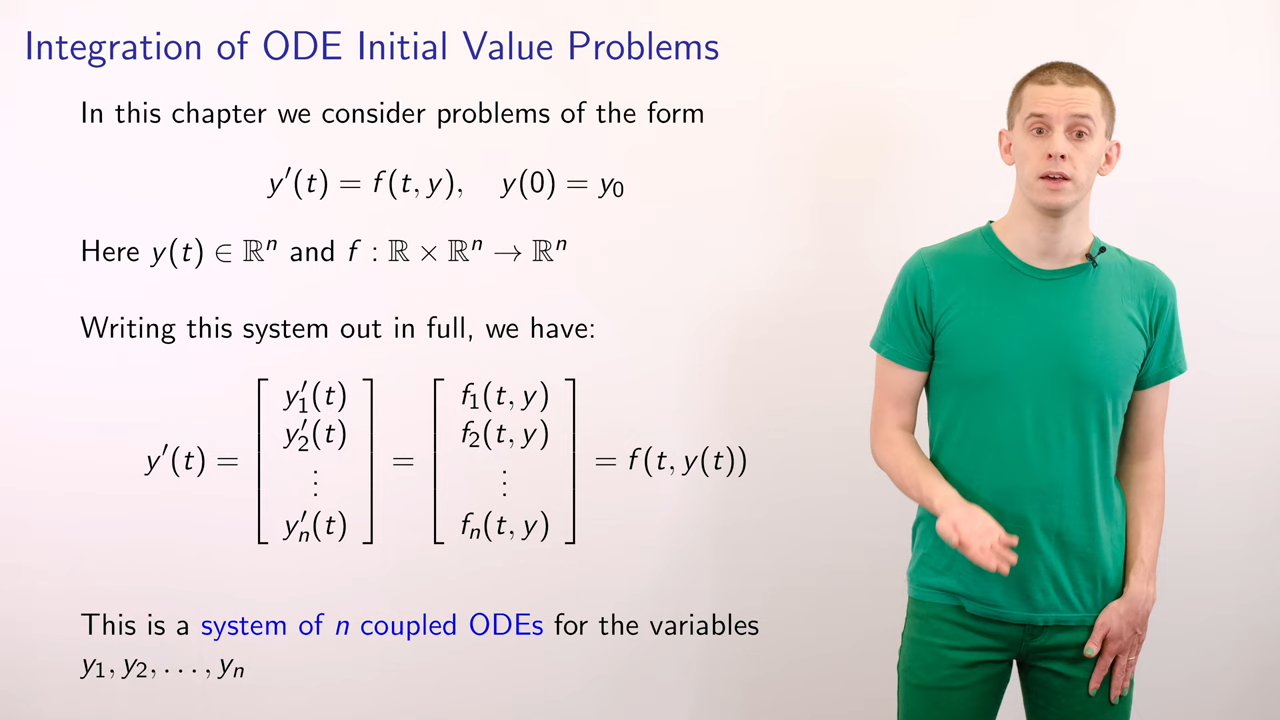 Integration of ODE Initial Value Problems
In this chapter we consider problems of the form
y′(t) = f(t, y), y(0) = y₀
Here y(t) ∈ ℝⁿ and f : ℝ × ℝⁿ → ℝⁿ
Writing this system out in full, we have:
y′(t) = [ y′₁(t) y′₂(t) ⋮ y′ₙ(t) ] = [ f₁(t, y) f₂(t, y) ⋮ fₙ(t, y) ] = f(t, y(t))
This is a system of n coupled ODEs for the variables
y₁, y₂, . . . , yₙ